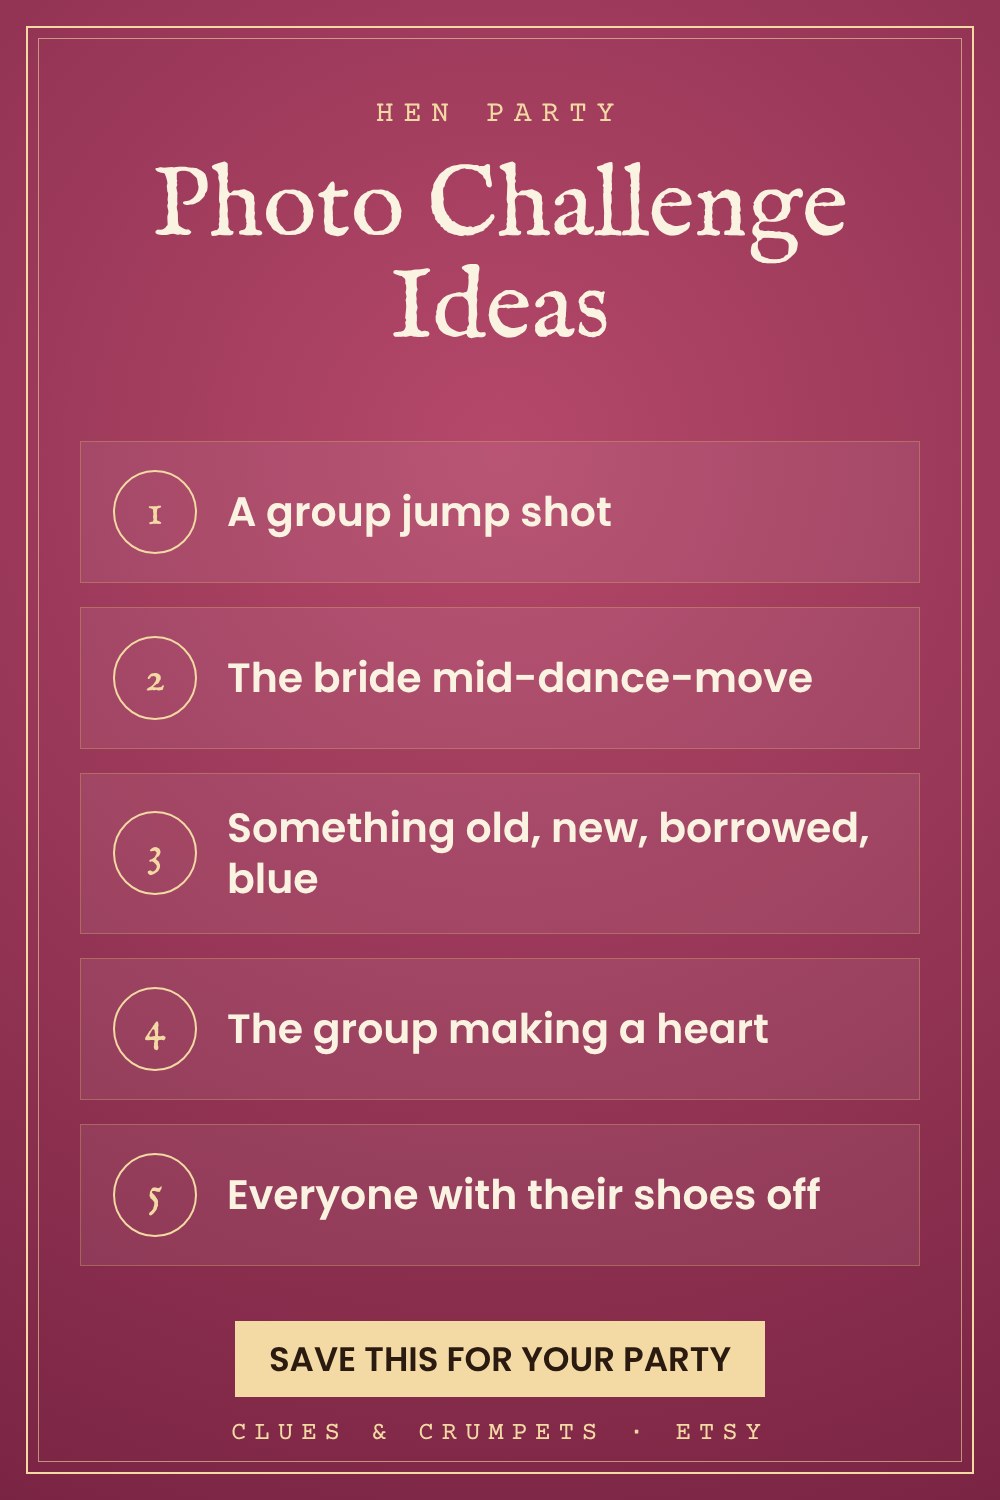 HEN PARTY
Photo Challenge
Ideas
1 A group jump shot
2 The bride mid-dance-move
3 Something old, new, borrowed,
blue
4 The group making a heart
5 Everyone with their shoes off
SAVE THIS FOR YOUR PARTY
CLUES & CRUMPETS · ETSY